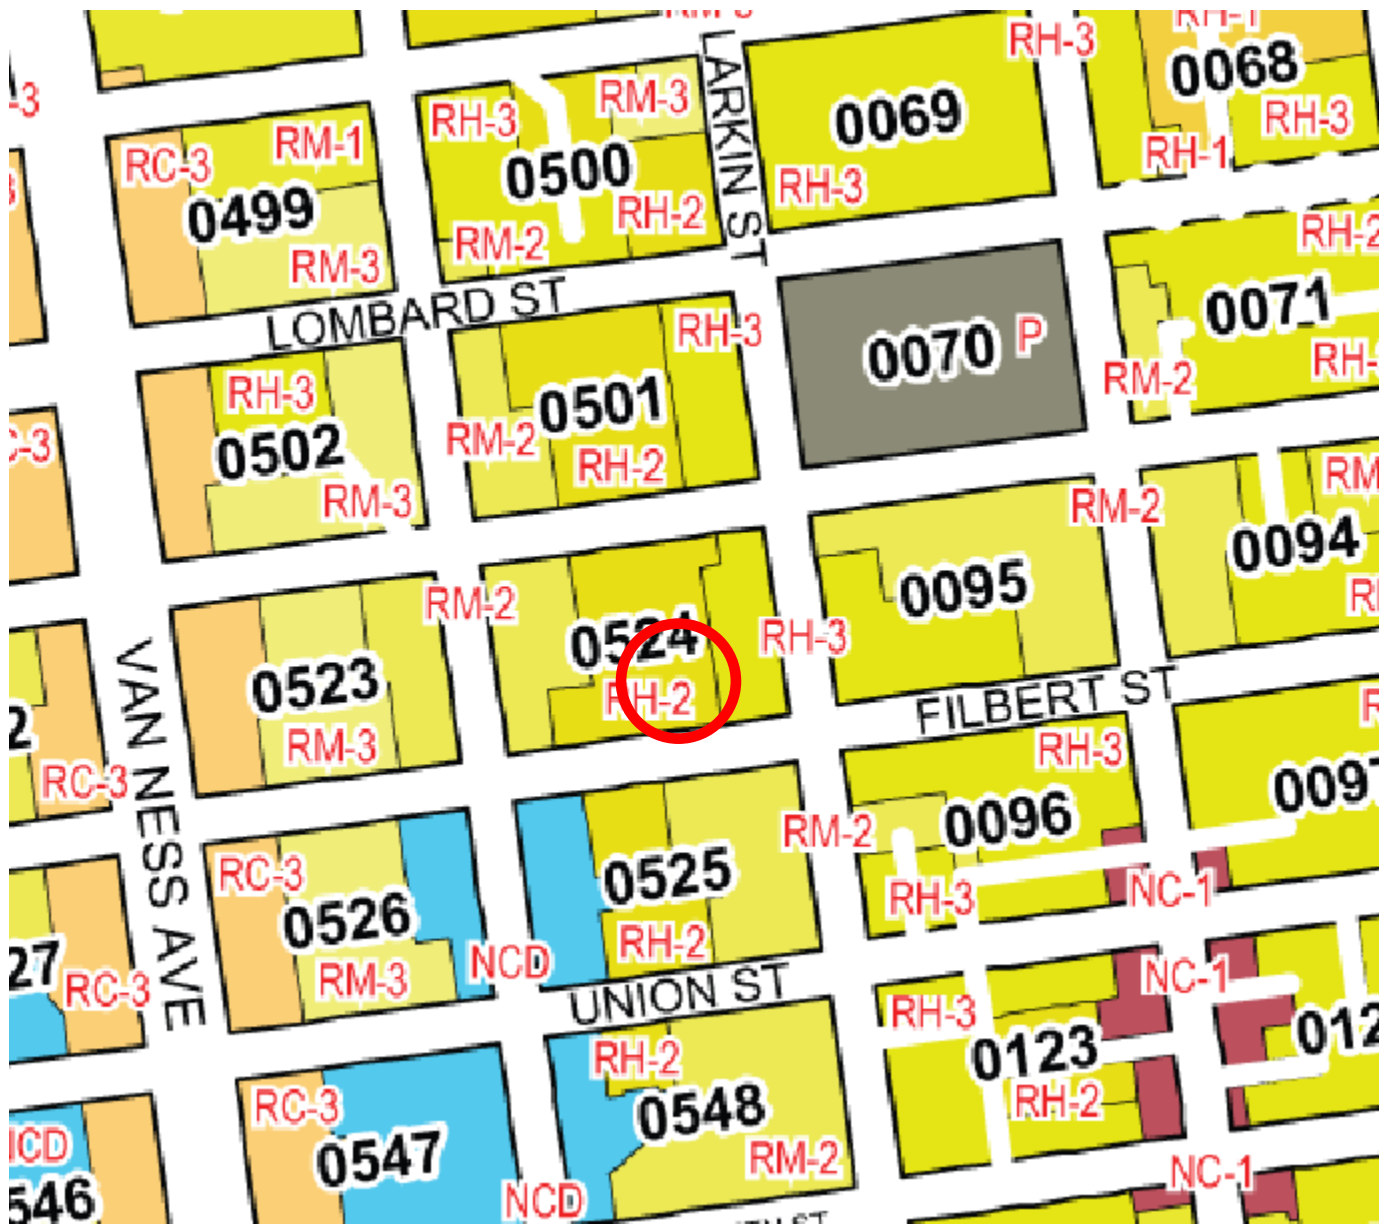 LARKIN ST
RH-3
RH-1
0068
RH-3
RH-1
RH-3
RM-3
0500
RM-2
RH-2
0069
RH-3
RC-3
RM-1
0499
RM-3
LOMBARD ST
RH-2
0071
RM-2
0070 P
RH-3
0501
RM-2
RH-2
RH-3
0502
RM-3
RM-2
0095
0094
RM-2
0524
RH-2
RH-3
0523
RM-3
FILBERT ST
VAN NESS AVE
RC-3
RH-3
0096
RH-3
RM-2
NC-1
0525
RH-2
RC-3
0526
RM-3
NCD
RC-3
UNION ST
NC-1
RH-3
0123
RH-2
RH-2
0548
RM-2
RC-3
0547
NCD
NCD
NC-1